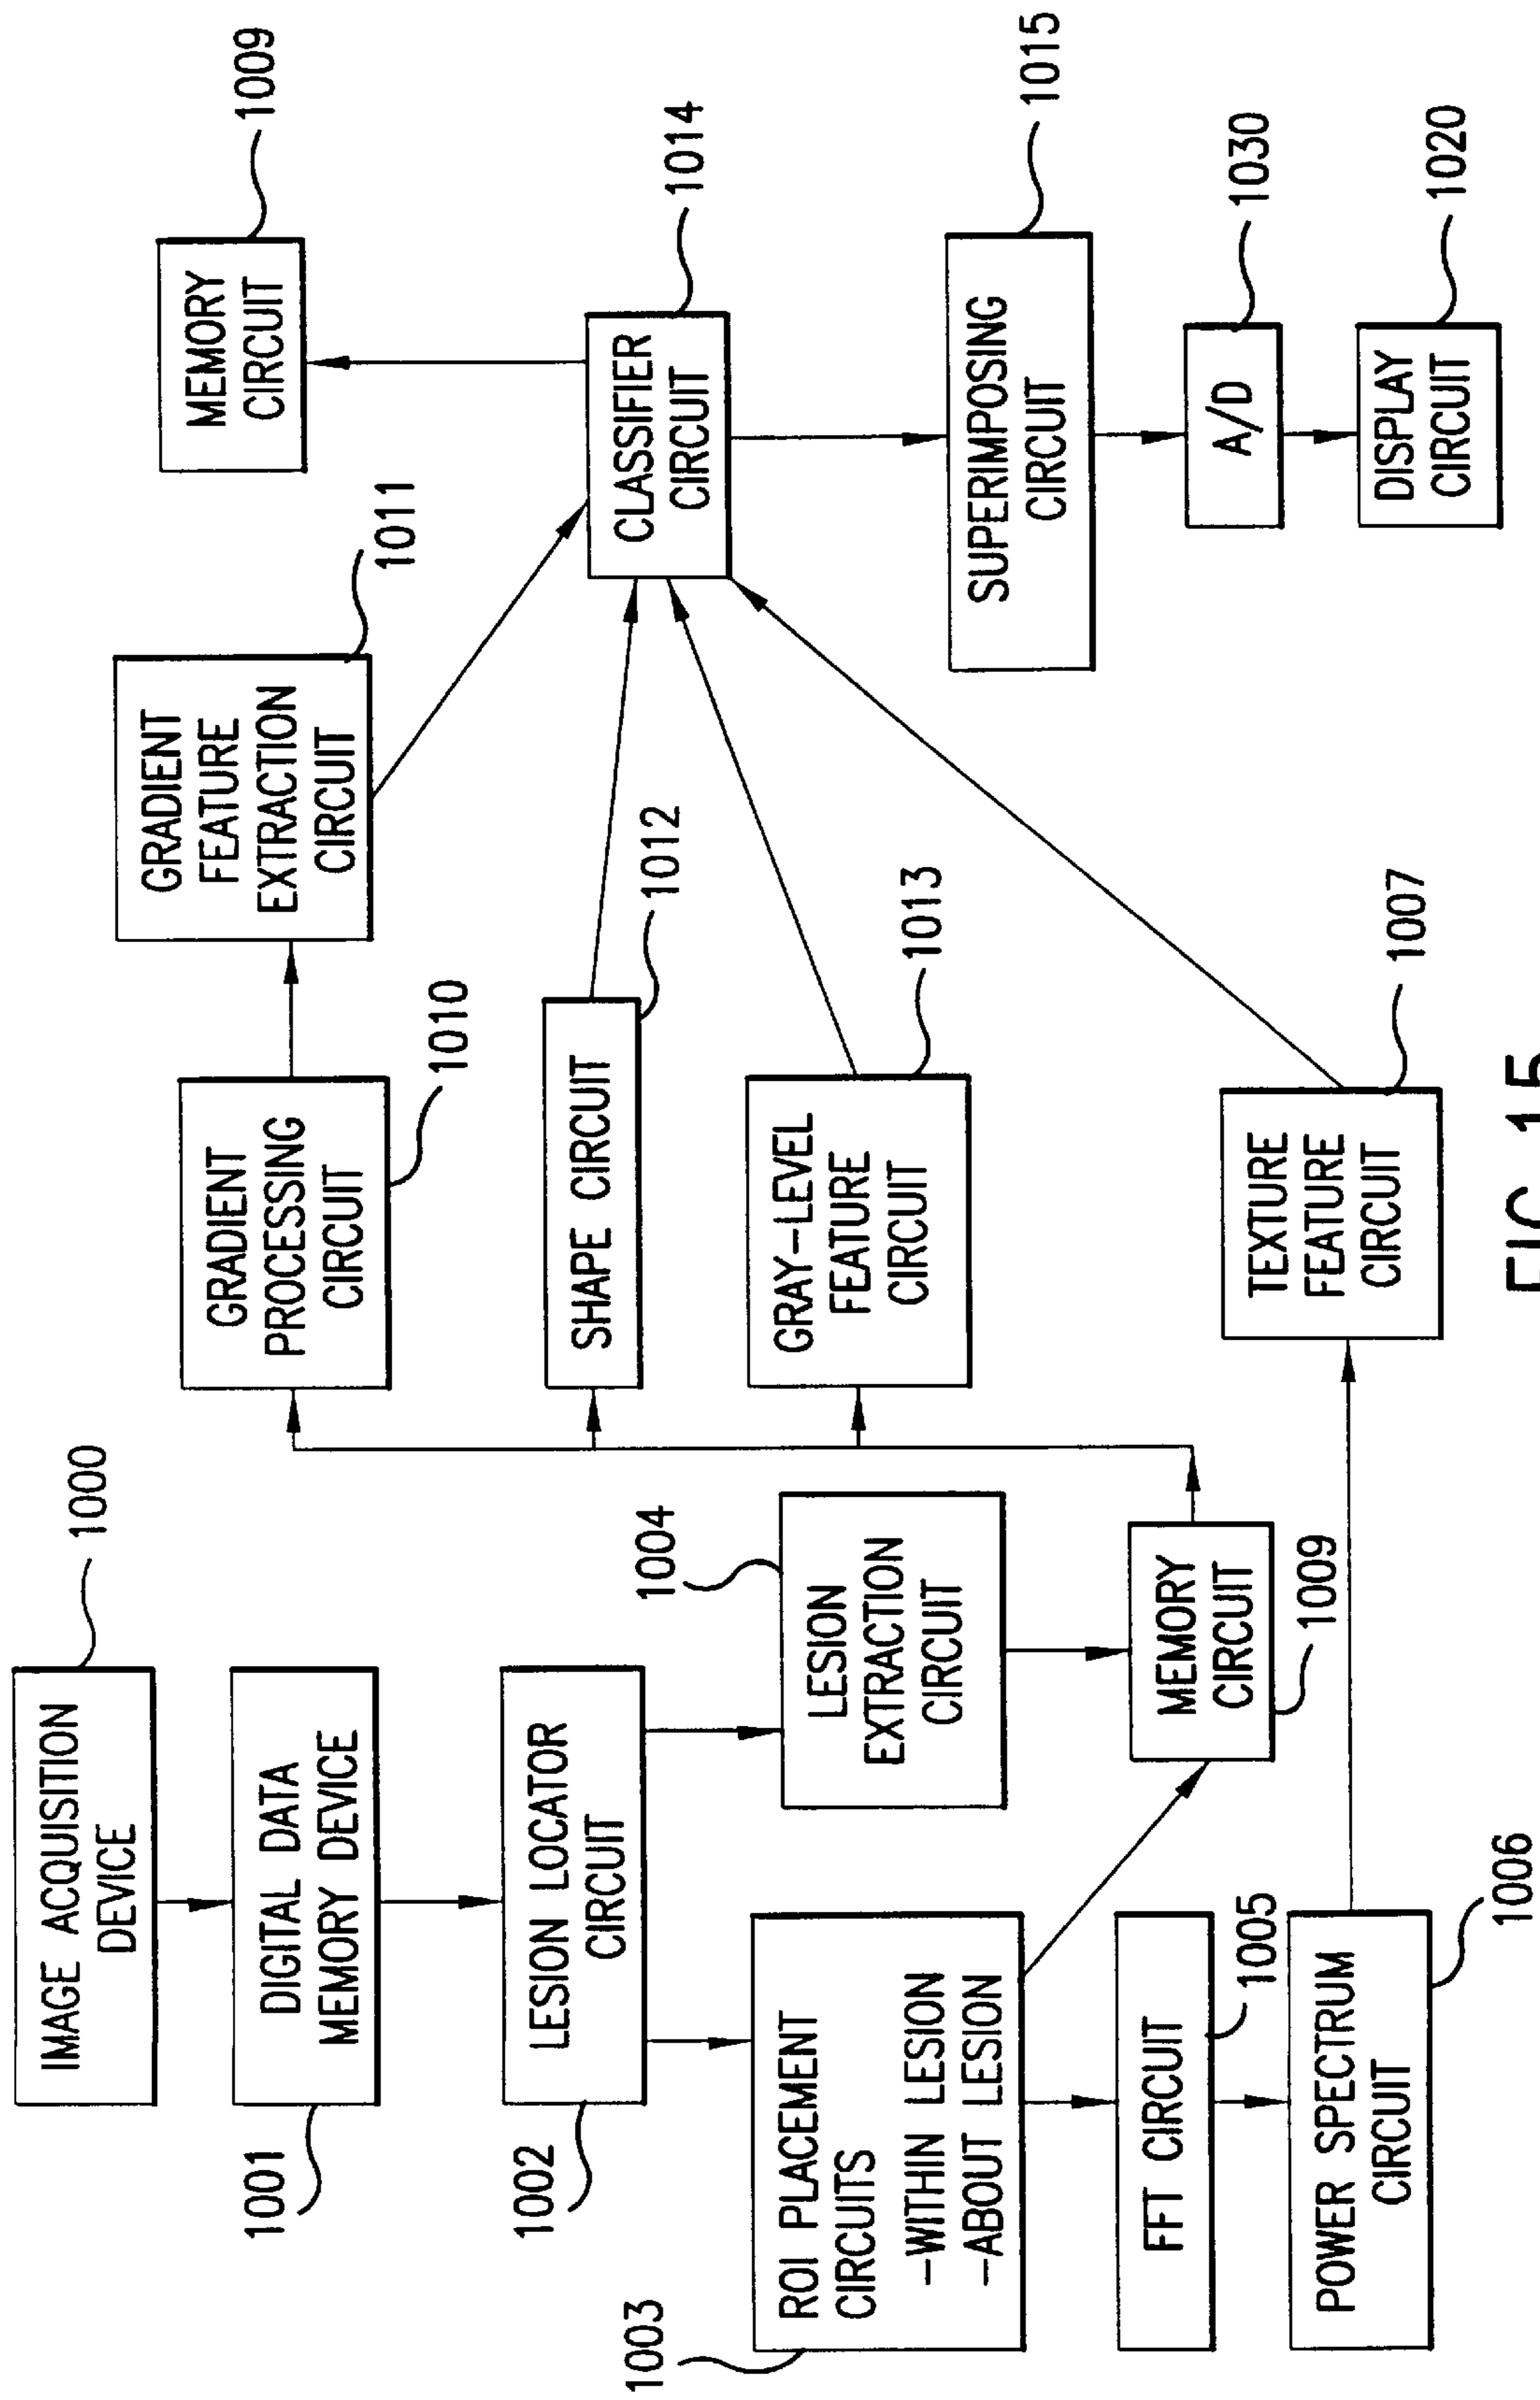 IMAGE ACQUISITION
DEVICE
1000
DIGITAL DATA
MEMORY DEVICE
1001
LESION LOCATOR
CIRCUIT
1002
ROI PLACEMENT
CIRCUITS
-WITHIN LESION
-ABOUT LESION
1003
LESION
EXTRACTION
CIRCUIT
1004
FFT CIRCUIT
1005
POWER SPECTRUM
CIRCUIT
1006
MEMORY
CIRCUIT
1009
GRADIENT
PROCESSING
CIRCUIT
1010
SHAPE CIRCUIT
1012
GRAY-LEVEL
FEATURE
CIRCUIT
1013
TEXTURE
FEATURE
CIRCUIT
1007
GRADIENT
FEATURE
EXTRACTION
CIRCUIT
1011
MEMORY
CIRCUIT
1009
CLASSIFIER
CIRCUIT
1014
SUPERIMPOSING
CIRCUIT
1015
A/D
1030
DISPLAY
CIRCUIT
1020
FIG. 15